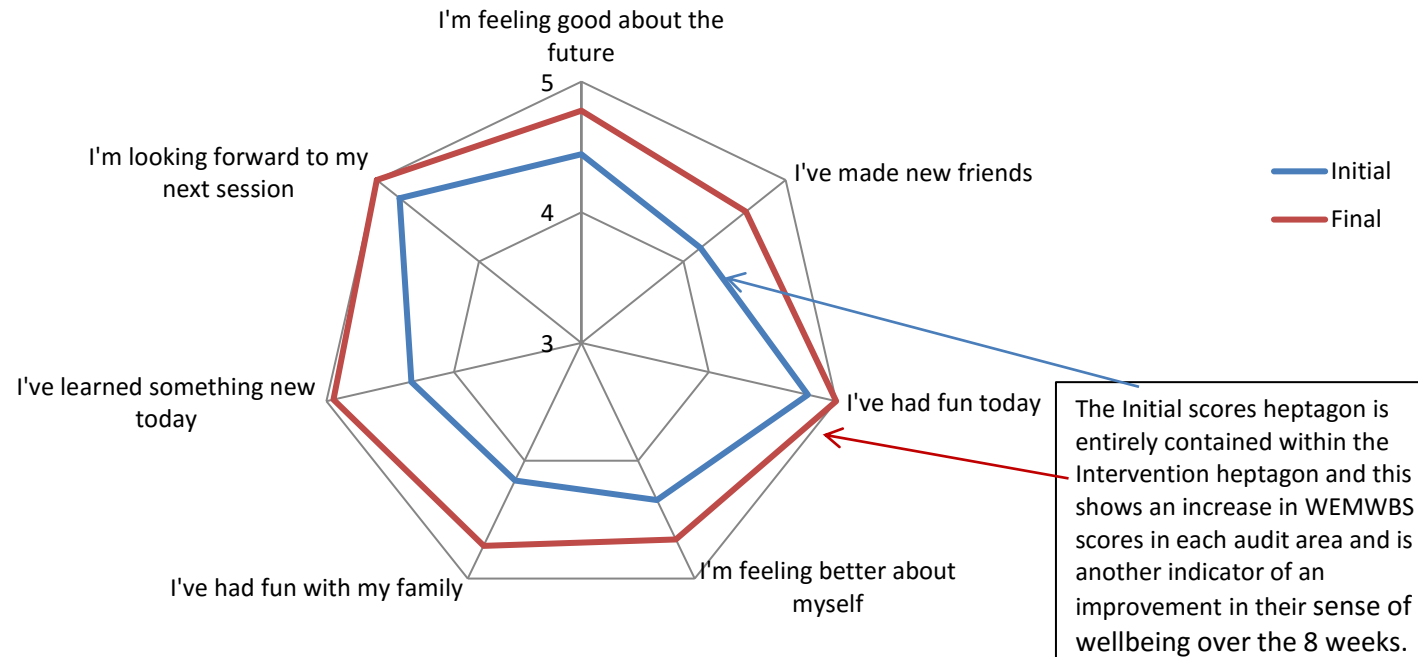 I'm feeling good about the
future
5
I'm looking forward to my
next session
I've made new friends
Initial
Final
4
3
I've learned something new
today
I've had fun today
I've had fun with my family
I'm feeling better about
myself
The Initial scores heptagon is
entirely contained within the
Intervention heptagon and this
shows an increase in WEMWBS
scores in each audit area and is
another indicator of an
improvement in their sense of
wellbeing over the 8 weeks.